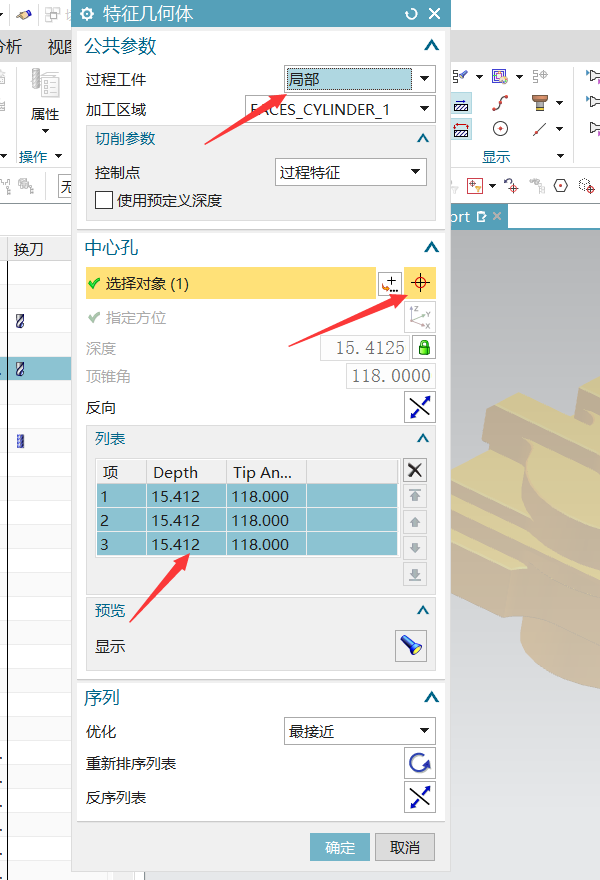 特征几何体
分析 视图
公共参数
过程工件 局部
加工区域 FACES_CYLINDER_1
属性
切削参数
操作
显示
控制点 过程特征
无
使用预定义深度
ort
换刀
中心孔
选择对象 (1)
指定方位
深度 15.4125
顶锥角 118.0000
反向
列表
项 Depth Tip An...
1 15.412 118.000
2 15.412 118.000
3 15.412 118.000
预览
显示
序列
优化 最接近
重新排序列表
反序列表
确定 取消